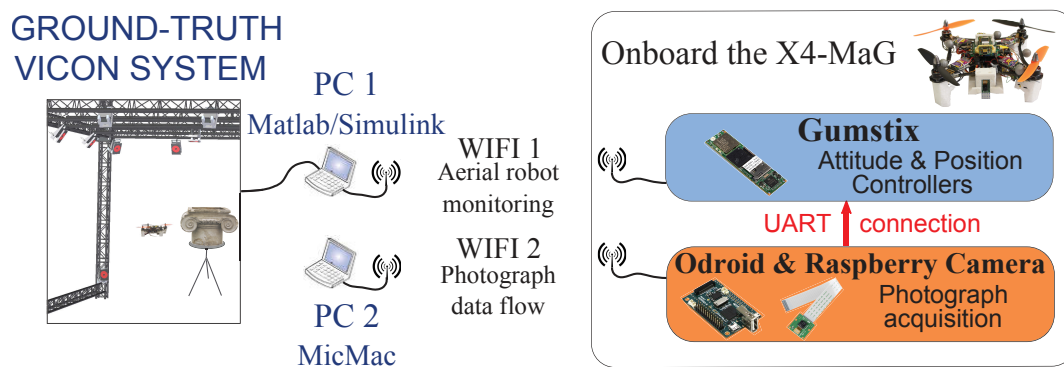 GROUND-TRUTH
VICON SYSTEM
PC 1
Matlab/Simulink
WIFI 1
Aerial robot
monitoring
WIFI 2
Photograph
data flow
PC 2
MicMac
Onboard the X4-MaG
Gumstix
Attitude & Position
Controllers
UART connection
Odroid & Raspberry Camera
Photograph
acquisition